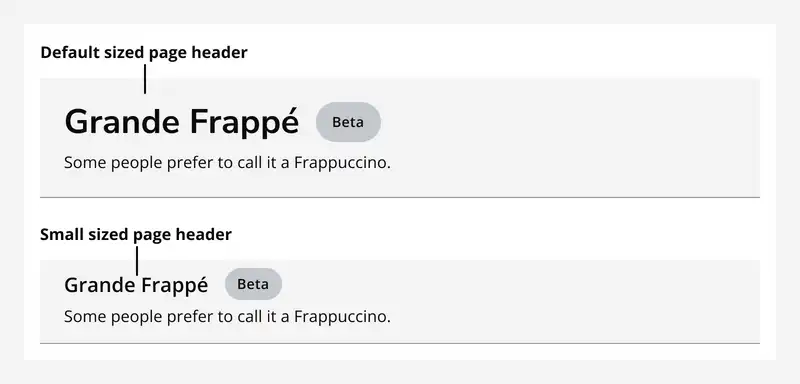 Default sized page header
Grande Frappé Beta
Some people prefer to call it a Frappuccino.
Small sized page header
Grande Frappé Beta
Some people prefer to call it a Frappuccino.